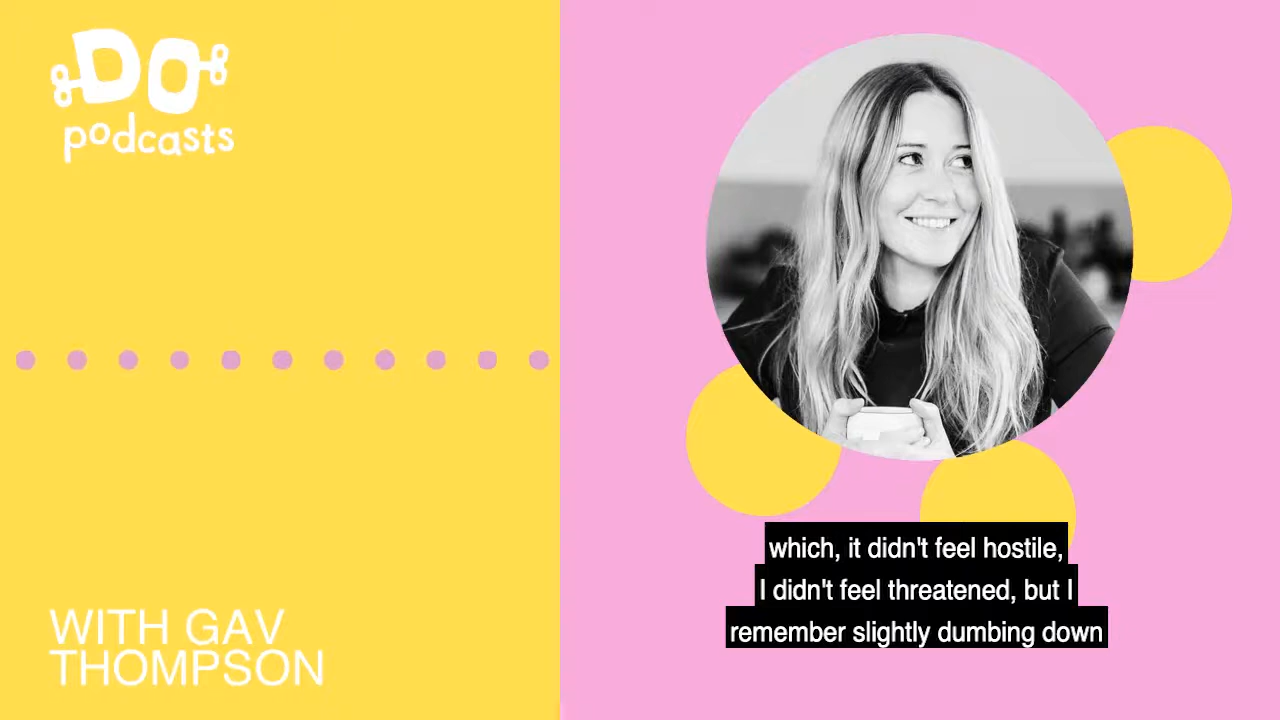 DO
podcasts
WITH GAV
THOMPSON
which, it didn't feel hostile,
I didn't feel threatened, but I
remember slightly dumbing down